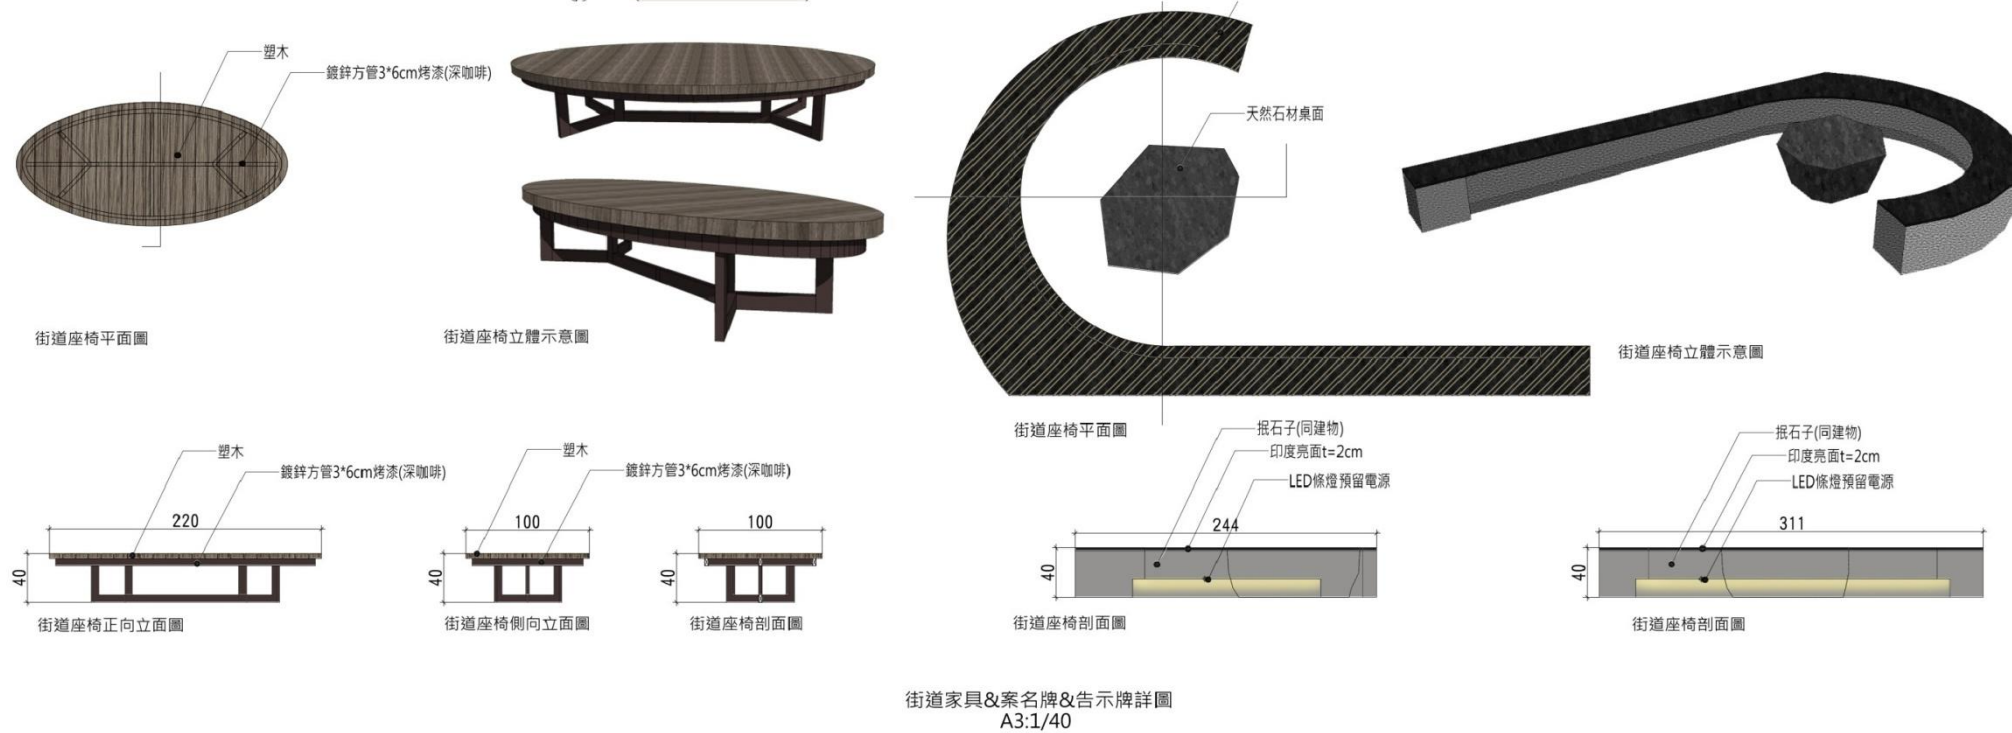 塑木
鍍鋅方管3*6cm烤漆(深咖啡)
天然石材桌面
街道座椅平面圖
街道座椅立體示意圖
街道座椅立體示意圖
街道座椅平面圖
塑木
鍍鋅方管3*6cm烤漆(深咖啡)
220
40
街道座椅正向立面圖
塑木
鍍鋅方管3*6cm烤漆(深咖啡)
100
40
街道座椅側向立面圖
100
40
街道座椅剖面圖
抿石子(同建物)
印度亮面t=2cm
LED條燈預留電源
244
40
街道座椅剖面圖
抿石子(同建物)
印度亮面t=2cm
LED條燈預留電源
311
40
街道座椅剖面圖
街道家具&案名牌&告示牌詳圖
A3:1/40